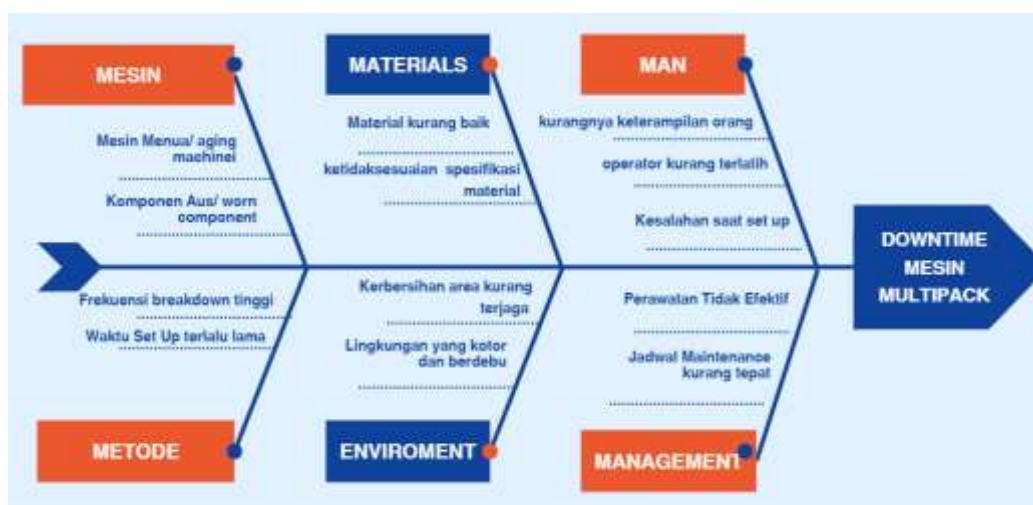 MESIN
MATERIALS
MAN
Mesin Menua/ aging
machinei
Komponen Aus/ worn
component
Material kurang baik
ketidaksesuaian spesifikasi
material
kurangnya keterampilan orang
operator kurang terlatih
Kesalahan saat set up
DOWNTIME
MESIN
MULTIPACK
Frekuensi breakdown tinggi
Waktu Set Up terlalu lama
Kerbersihan area kurang
terjaga
Lingkungan yang kotor
dan berdebu
Perawatan Tidak Efektif
Jadwal Maintenance
kurang tepat
METODE
ENVIROMENT
MANAGEMENT